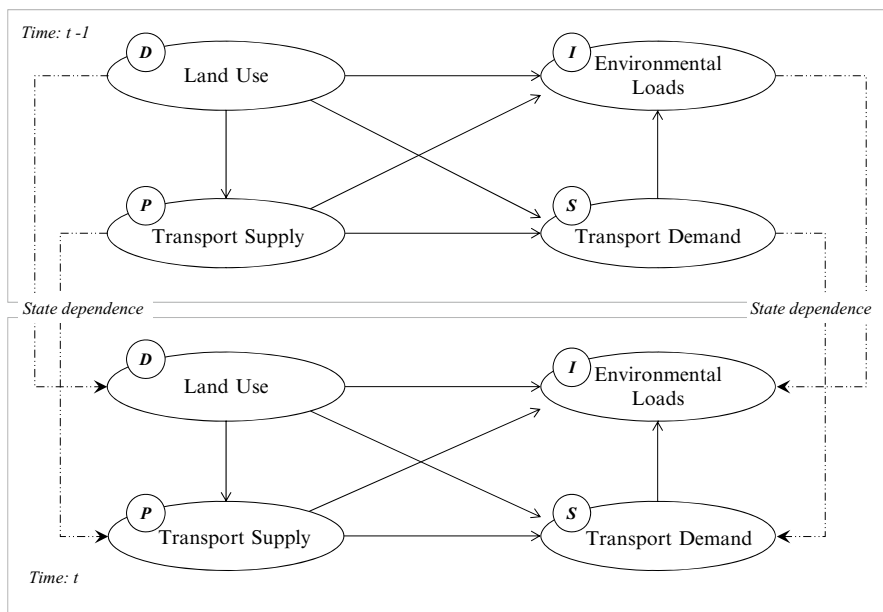 Time: t -1
D
Land Use
I
Environmental
Loads
P
Transport Supply
S
Transport Demand
State dependence
State dependence
D
Land Use
I
Environmental
Loads
P
Transport Supply
S
Transport Demand
Time: t